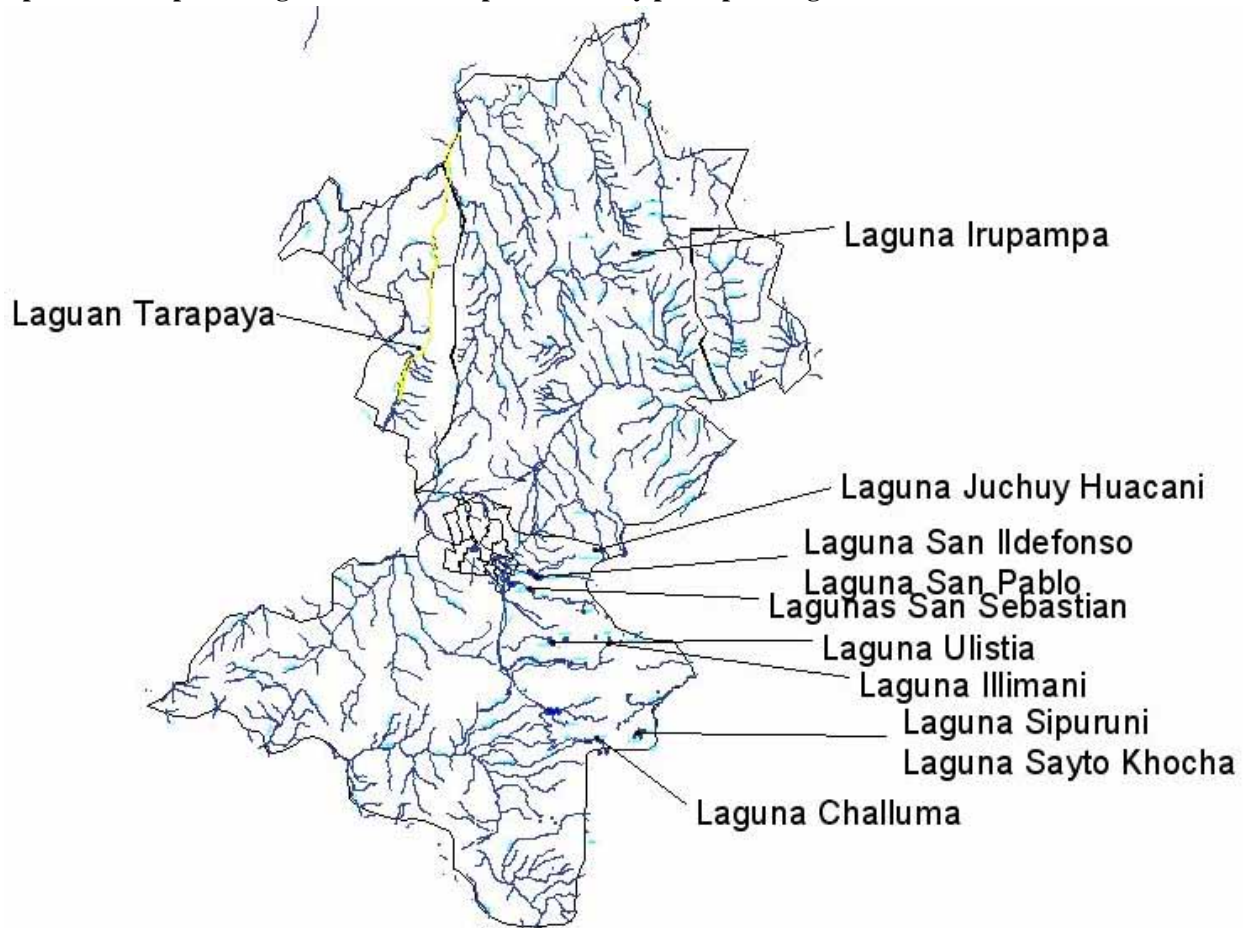 Laguna Irupampa
Laguan Tarapaya
Laguna Juchuy Huacani
Laguna San Ildefonso
Laguna San Pablo
Lagunas San Sebastian
Laguna Ulistia
Laguna Illimani
Laguna Sipuruni
Laguna Sayto Khocha
Laguna Challuma